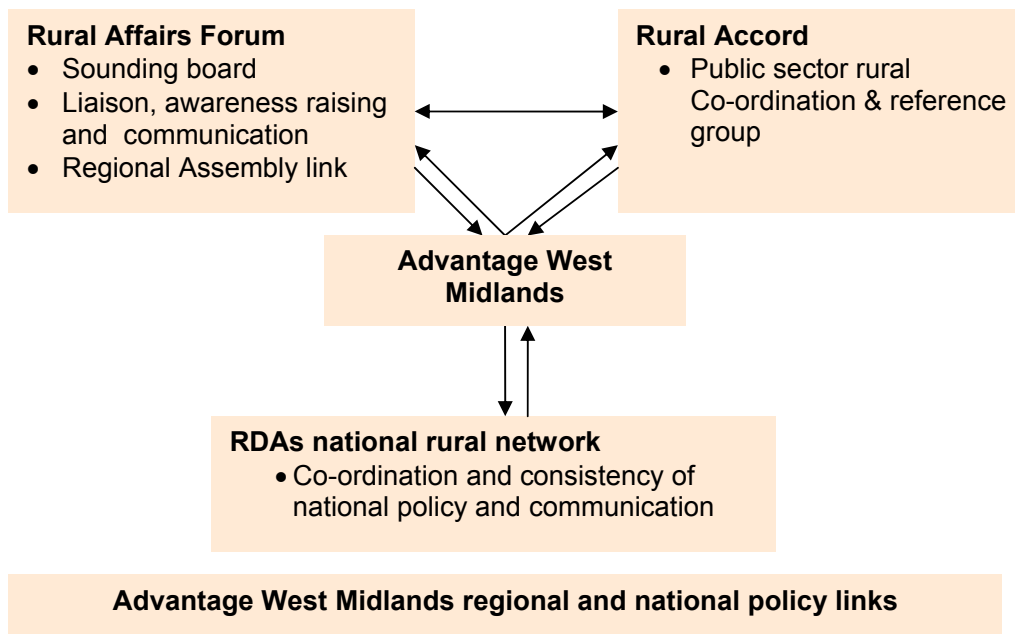 Rural Affairs Forum
• Sounding board
• Liaison, awareness raising
and communication
• Regional Assembly link
Rural Accord
• Public sector rural
Co-ordination & reference
group
Advantage West
Midlands
RDAs national rural network
• Co-ordination and consistency of
national policy and communication
Advantage West Midlands regional and national policy links